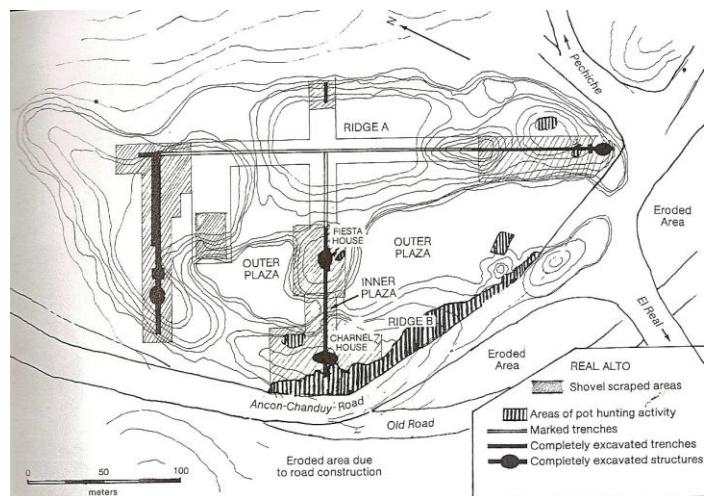 N
Pechiche
RIDGE A
Eroded
Area
FIESTA
HOUSE
OUTER
PLAZA
OUTER
PLAZA
INNER
PLAZA
RIDGE B
El Real
CHARNEL
HOUSE
Eroded
Area
REAL ALTO
Shovel scraped areas
Ancon-Chanduy Road
Areas of pot hunting activity
Old Road
Marked trenches
Completely excavated trenches
Completely excavated structures
Eroded area due
to road construction
0 50 100
meters